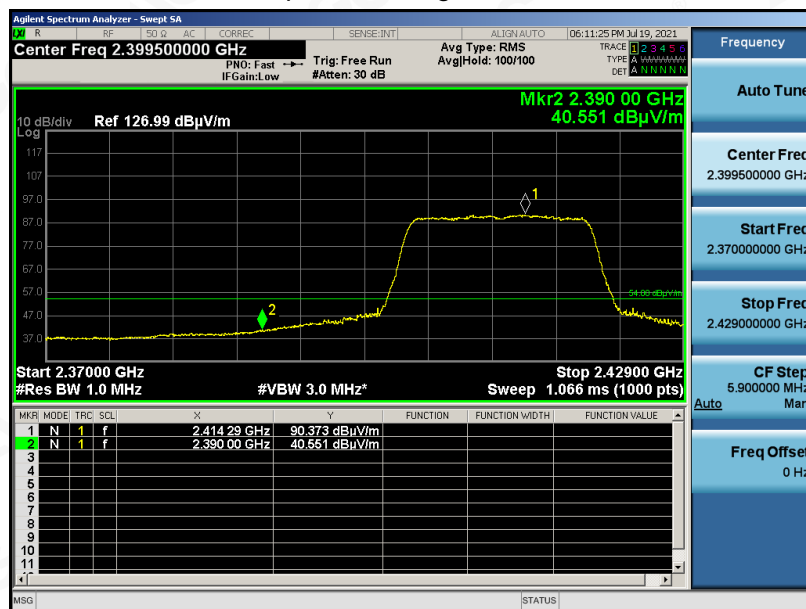 Agilent Spectrum Analyzer - Swept SA
R RF 50 Ω AC CORREC SENSE:INT ALIGN AUTO 06:11:25 PM Jul 19, 2021
Center Freq 2.399500000 GHz
PNO: Fast
IFGain:Low
Trig: Free Run
#Atten: 30 dB
Avg Type: RMS
Avg|Hold: 100/100
TRACE 1 2 3 4 5 6
TYPE A
DET A N N N N N
Mkr2 2.390 00 GHz
40.551 dBµV/m
10 dB/div Ref 126.99 dBµV/m
Log
117
107
97.0
87.0
77.0
67.0
57.0
47.0
37.0
1
2
54.00 dBµV/m
Start 2.37000 GHz Stop 2.42900 GHz
#Res BW 1.0 MHz #VBW 3.0 MHz* Sweep 1.066 ms (1000 pts)
MKR MODE TRC SCL X Y FUNCTION FUNCTION WIDTH FUNCTION VALUE
1 N 1 f 2.414 29 GHz 90.373 dBµV/m
2 N 1 f 2.390 00 GHz 40.551 dBµV/m
3
4
5
6
7
8
9
10
11
MSG STATUS
Frequency
Auto Tune
Center Freq
2.399500000 GHz
Start Freq
2.370000000 GHz
Stop Freq
2.429000000 GHz
CF Step
5.900000 MHz
Auto Man
Freq Offset
0 Hz